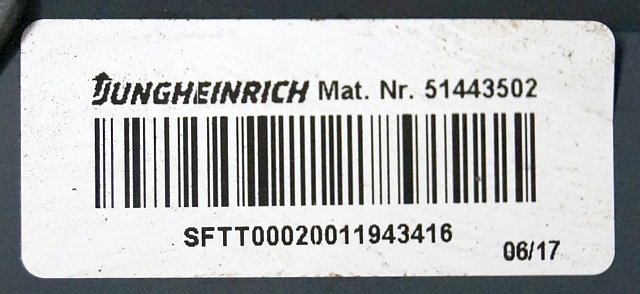 JUNGHEINRICH Mat. Nr. 51443502
SFTT00020011943416
06/17